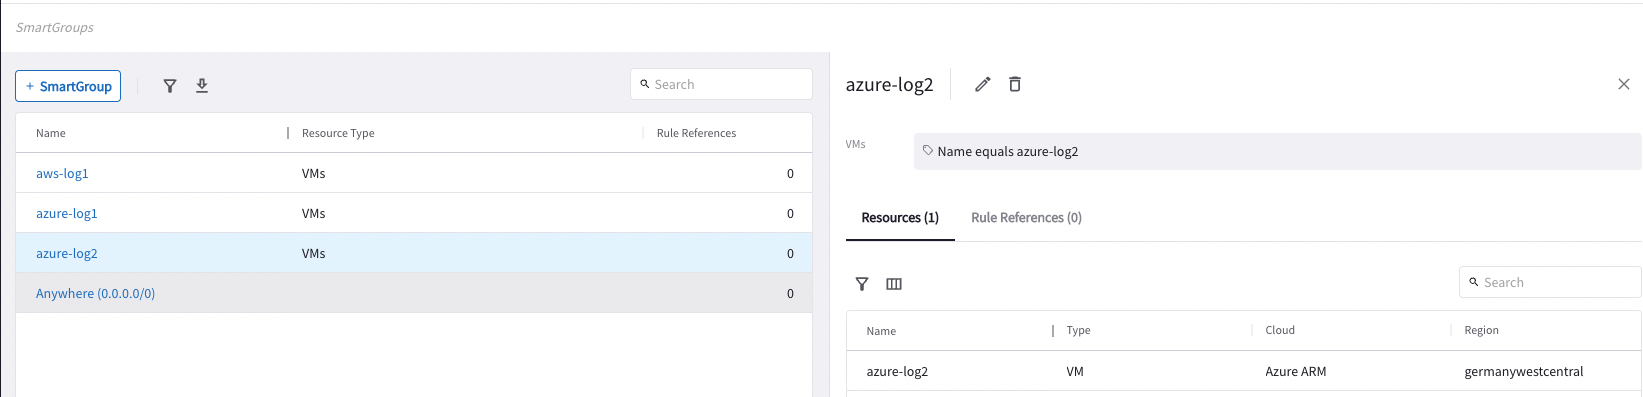 SmartGroups
+ SmartGroup
Search
Name Resource Type Rule References
aws-log1 VMs 0
azure-log1 VMs 0
azure-log2 VMs 0
Anywhere (0.0.0.0/0) 0
azure-log2
VMs Name equals azure-log2
Resources (1) Rule References (0)
Search
Name Type Cloud Region
azure-log2 VM Azure ARM germanywestcentral